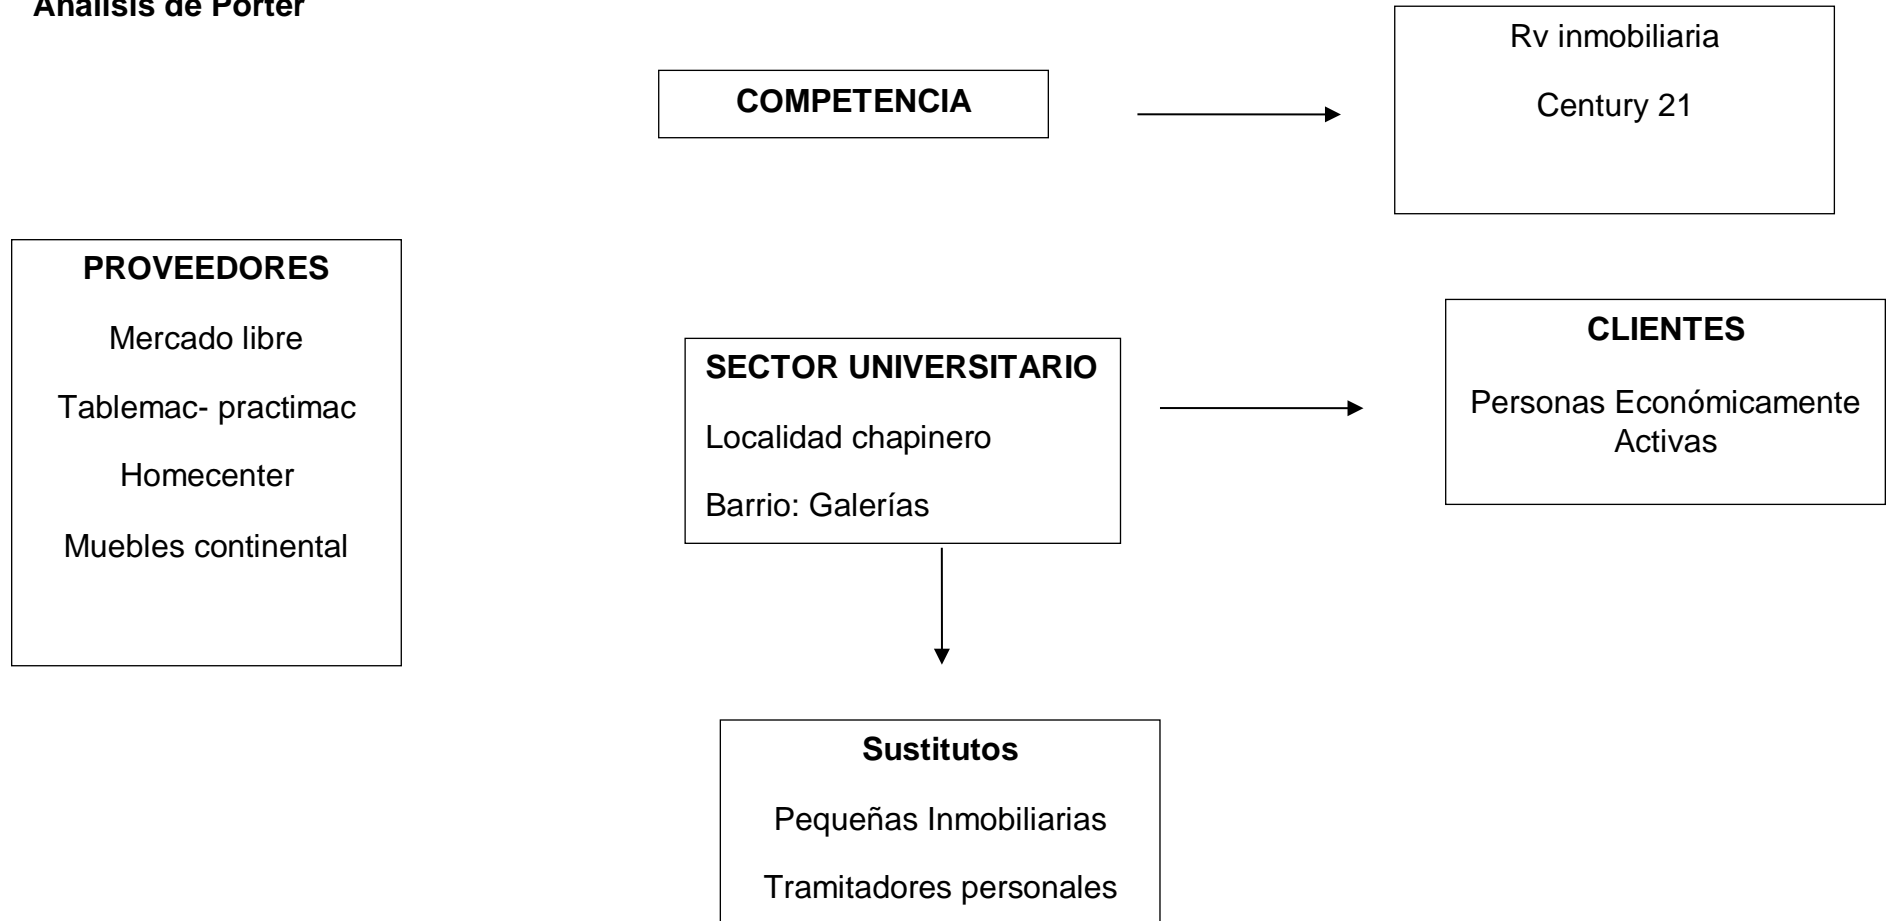 Análisis de Porter
COMPETENCIA
Rv inmobiliaria
Century 21
PROVEEDORES
Mercado libre
Tablemac- practimac
Homecenter
Muebles continental
SECTOR UNIVERSITARIO
Localidad chapinero
Barrio: Galerías
CLIENTES
Personas Económicamente
Activas
Sustitutos
Pequeñas Inmobiliarias
Tramitadores personales